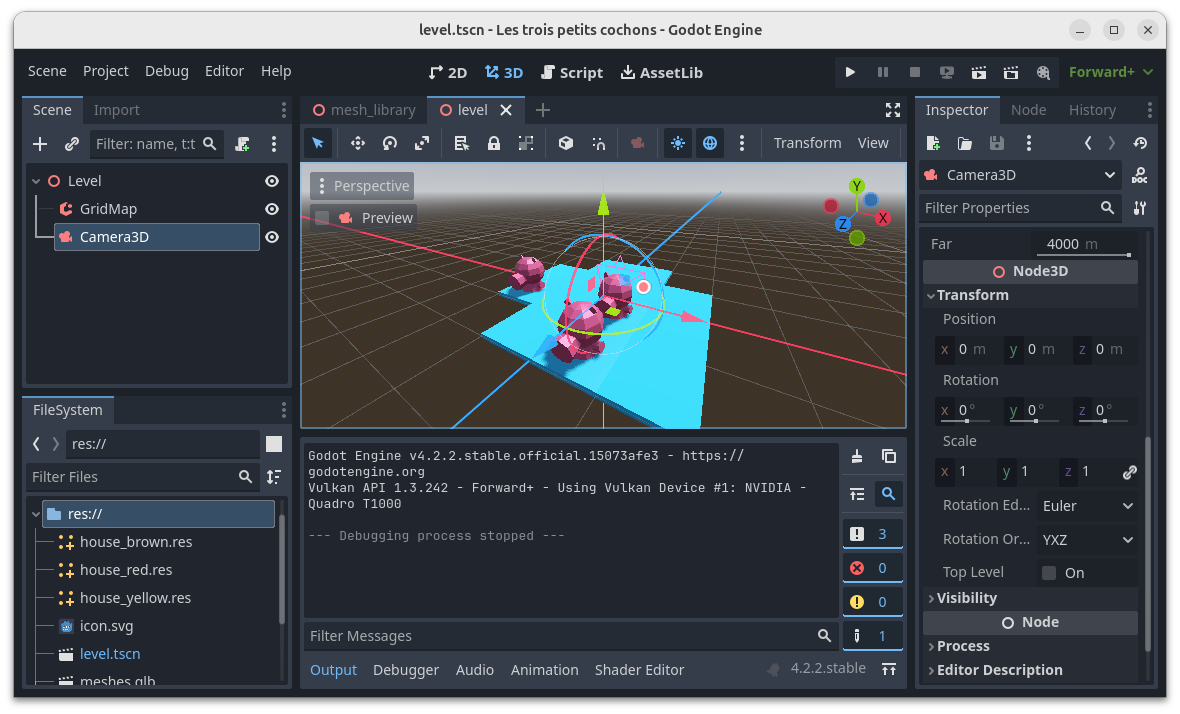 level.tscn - Les trois petits cochons - Godot Engine
Scene Project Debug Editor Help
2D 3D Script AssetLib
Forward+
Scene Import
Filter: name, t:t
Level
GridMap
Camera3D
FileSystem
res://
Filter Files
res://
house_brown.res
house_red.res
house_yellow.res
icon.svg
level.tscn
meshes.glb
mesh_library level
Transform View
Perspective
Preview
Y
X
Z
Godot Engine v4.2.2.stable.official.15073afe3 - https://
godotengine.org
Vulkan API 1.3.242 - Forward+ - Using Vulkan Device #1: NVIDIA -
Quadro T1000
--- Debugging process stopped ---
3
0
0
1
Filter Messages
Output Debugger Audio Animation Shader Editor
4.2.2.stable
Inspector Node History
Camera3D
DOC
Filter Properties
Far 4000 m
Node3D
Transform
Position
x 0 m y 0 m z 0 m
Rotation
x 0 ° y 0 ° z 0 °
Scale
x 1 y 1 z 1
Rotation Ed... Euler
Rotation Or... YXZ
Top Level On
Visibility
Node
Process
Editor Description